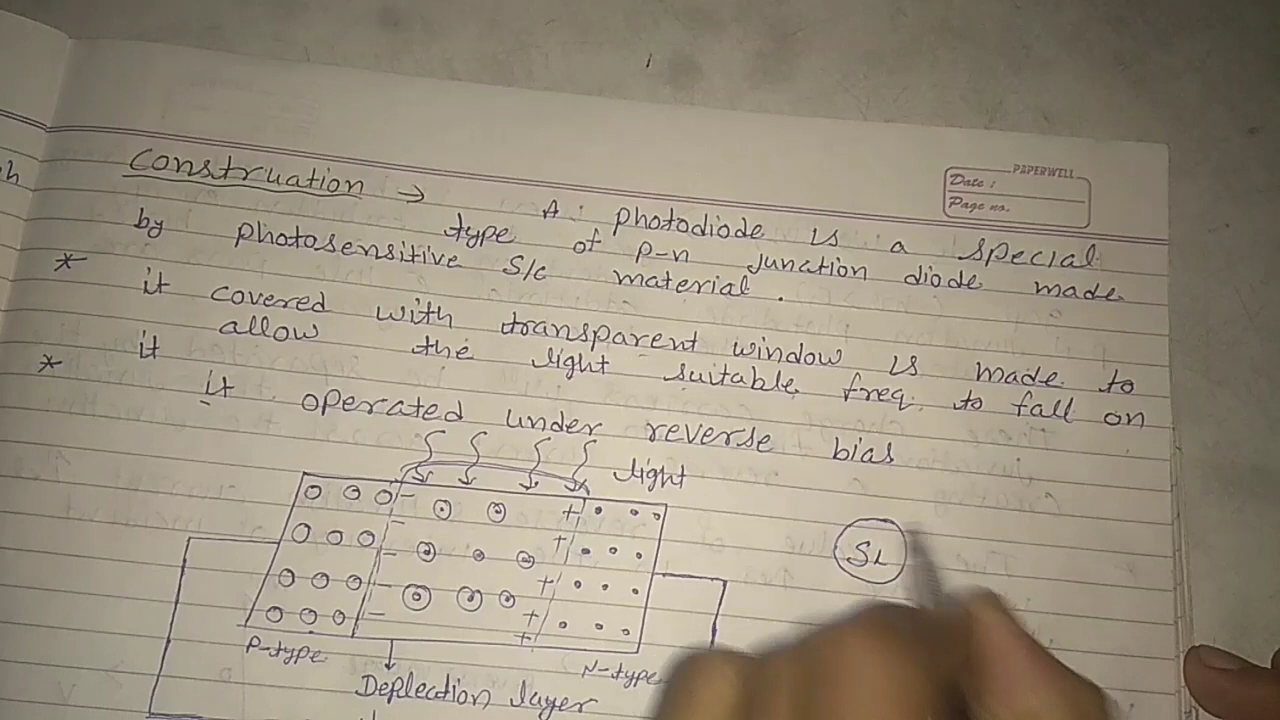 PAPERWELL
Date :
Page no.
Construation → A photodiode is a special
type of p-n junction diode made
by photosensitive S/c material .
* it covered with transparent window is made to
allow the light suitable freq. to fall on
it
* it operated under reverse bias
light
- +
- +
- +
- +
+
P-type
N-type
Deplection layer
SL